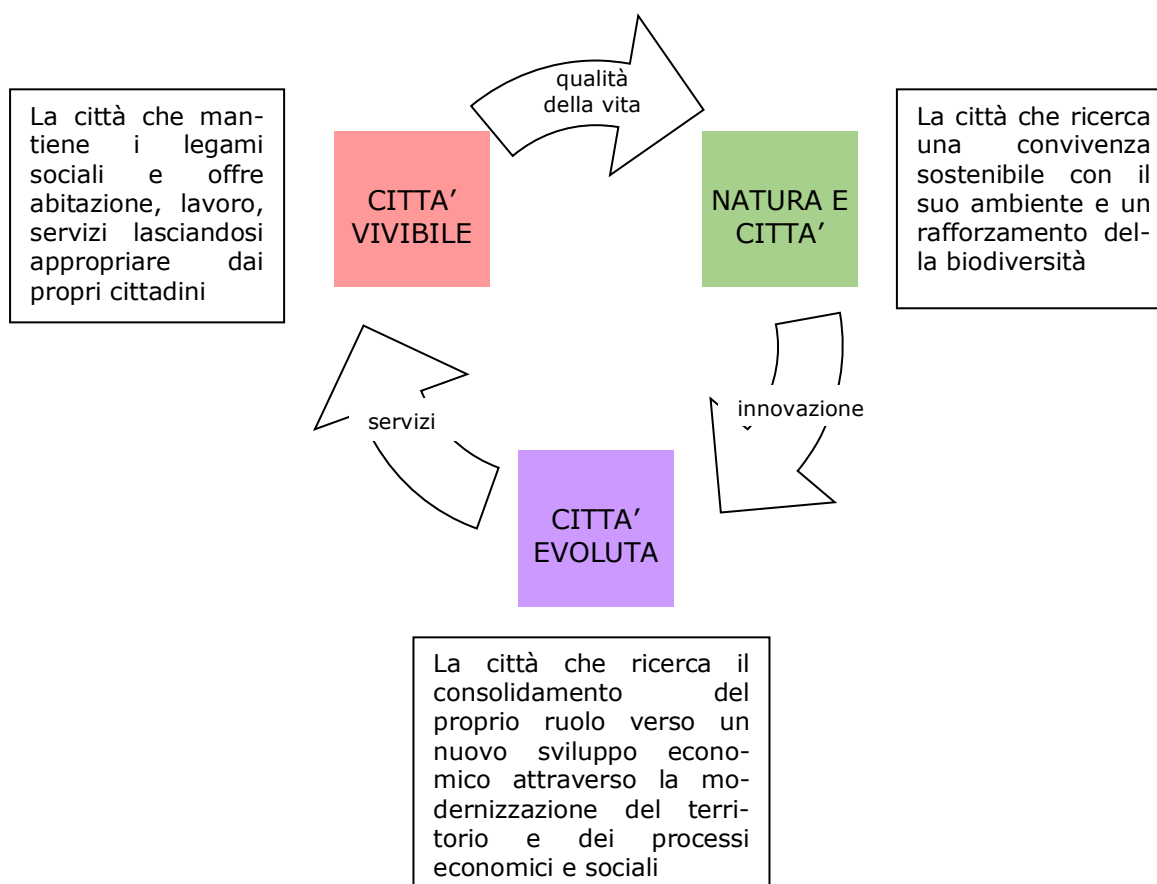 qualità
della vita
La città che man-
tiene i legami
sociali e offre
abitazione, lavoro,
servizi lasciandosi
appropriare dai
propri cittadini
CITTA’
VIVIBILE
NATURA E
CITTA’
La città che ricerca
una convivenza
sostenibile con il
suo ambiente e un
rafforzamento del-
la biodiversità
servizi
innovazione
CITTA’
EVOLUTA
La città che ricerca il
consolidamento del
proprio ruolo verso un
nuovo sviluppo econo-
mico attraverso la mo-
dernizzazione del terri-
torio e dei processi
economici e sociali